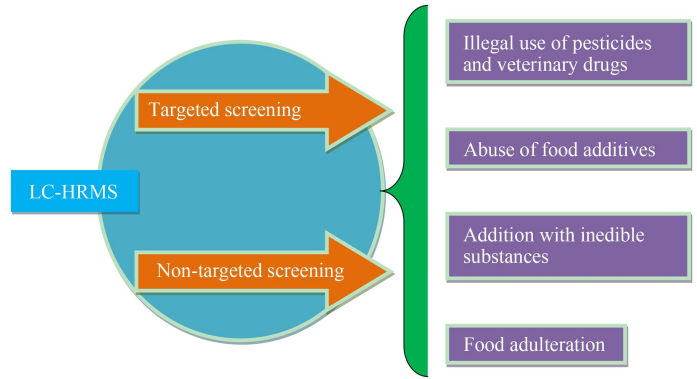 LC-HRMS
Targeted screening
Non-targeted screening
Illegal use of pesticides
and veterinary drugs
Abuse of food additives
Addition with inedible
substances
Food adulteration